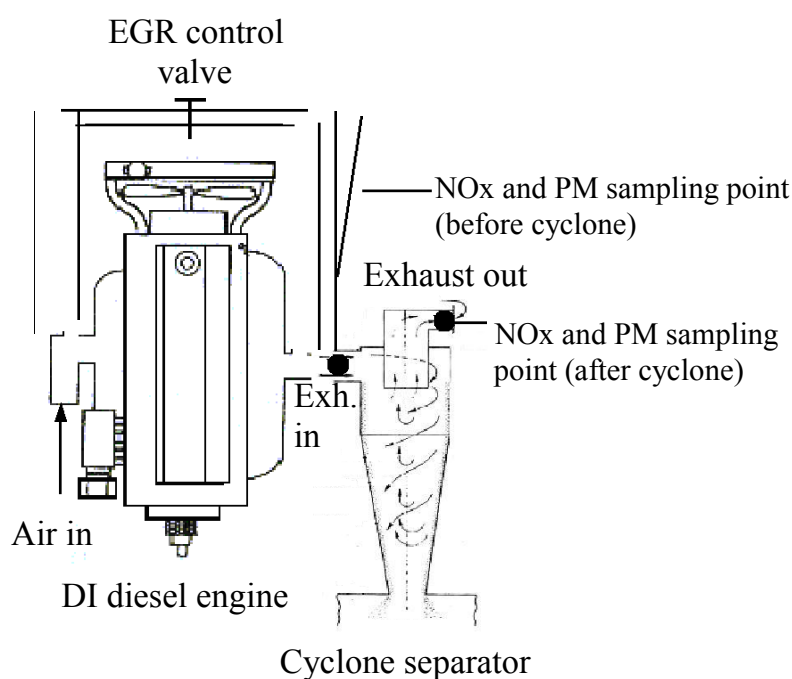 EGR control
valve
NOx and PM sampling point
(before cyclone)
Exhaust out
NOx and PM sampling
point (after cyclone)
Exh.
in
Air in
DI diesel engine
Cyclone separator